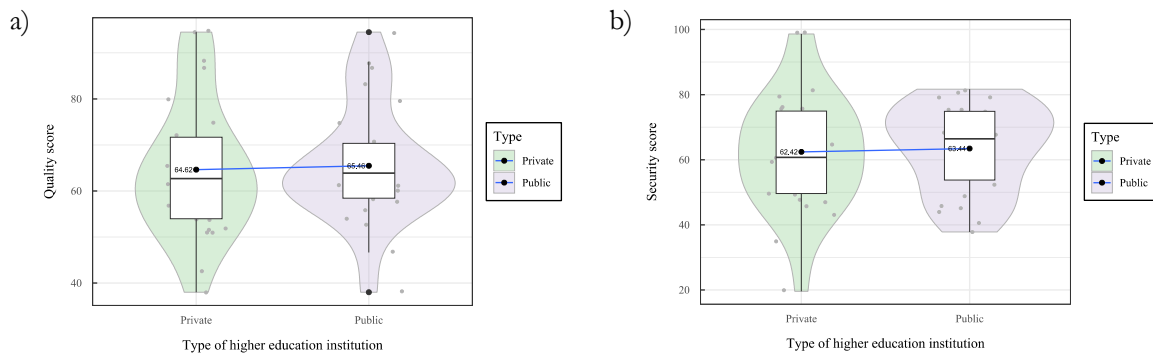 a)
Quality score
80
60
40
64.62
65.46
Private
Public
Type of higher education institution
Type
Private
Public
b)
Security score
100
80
60
40
20
62.42
63.44
Private
Public
Type of higher education institution
Type
Private
Public